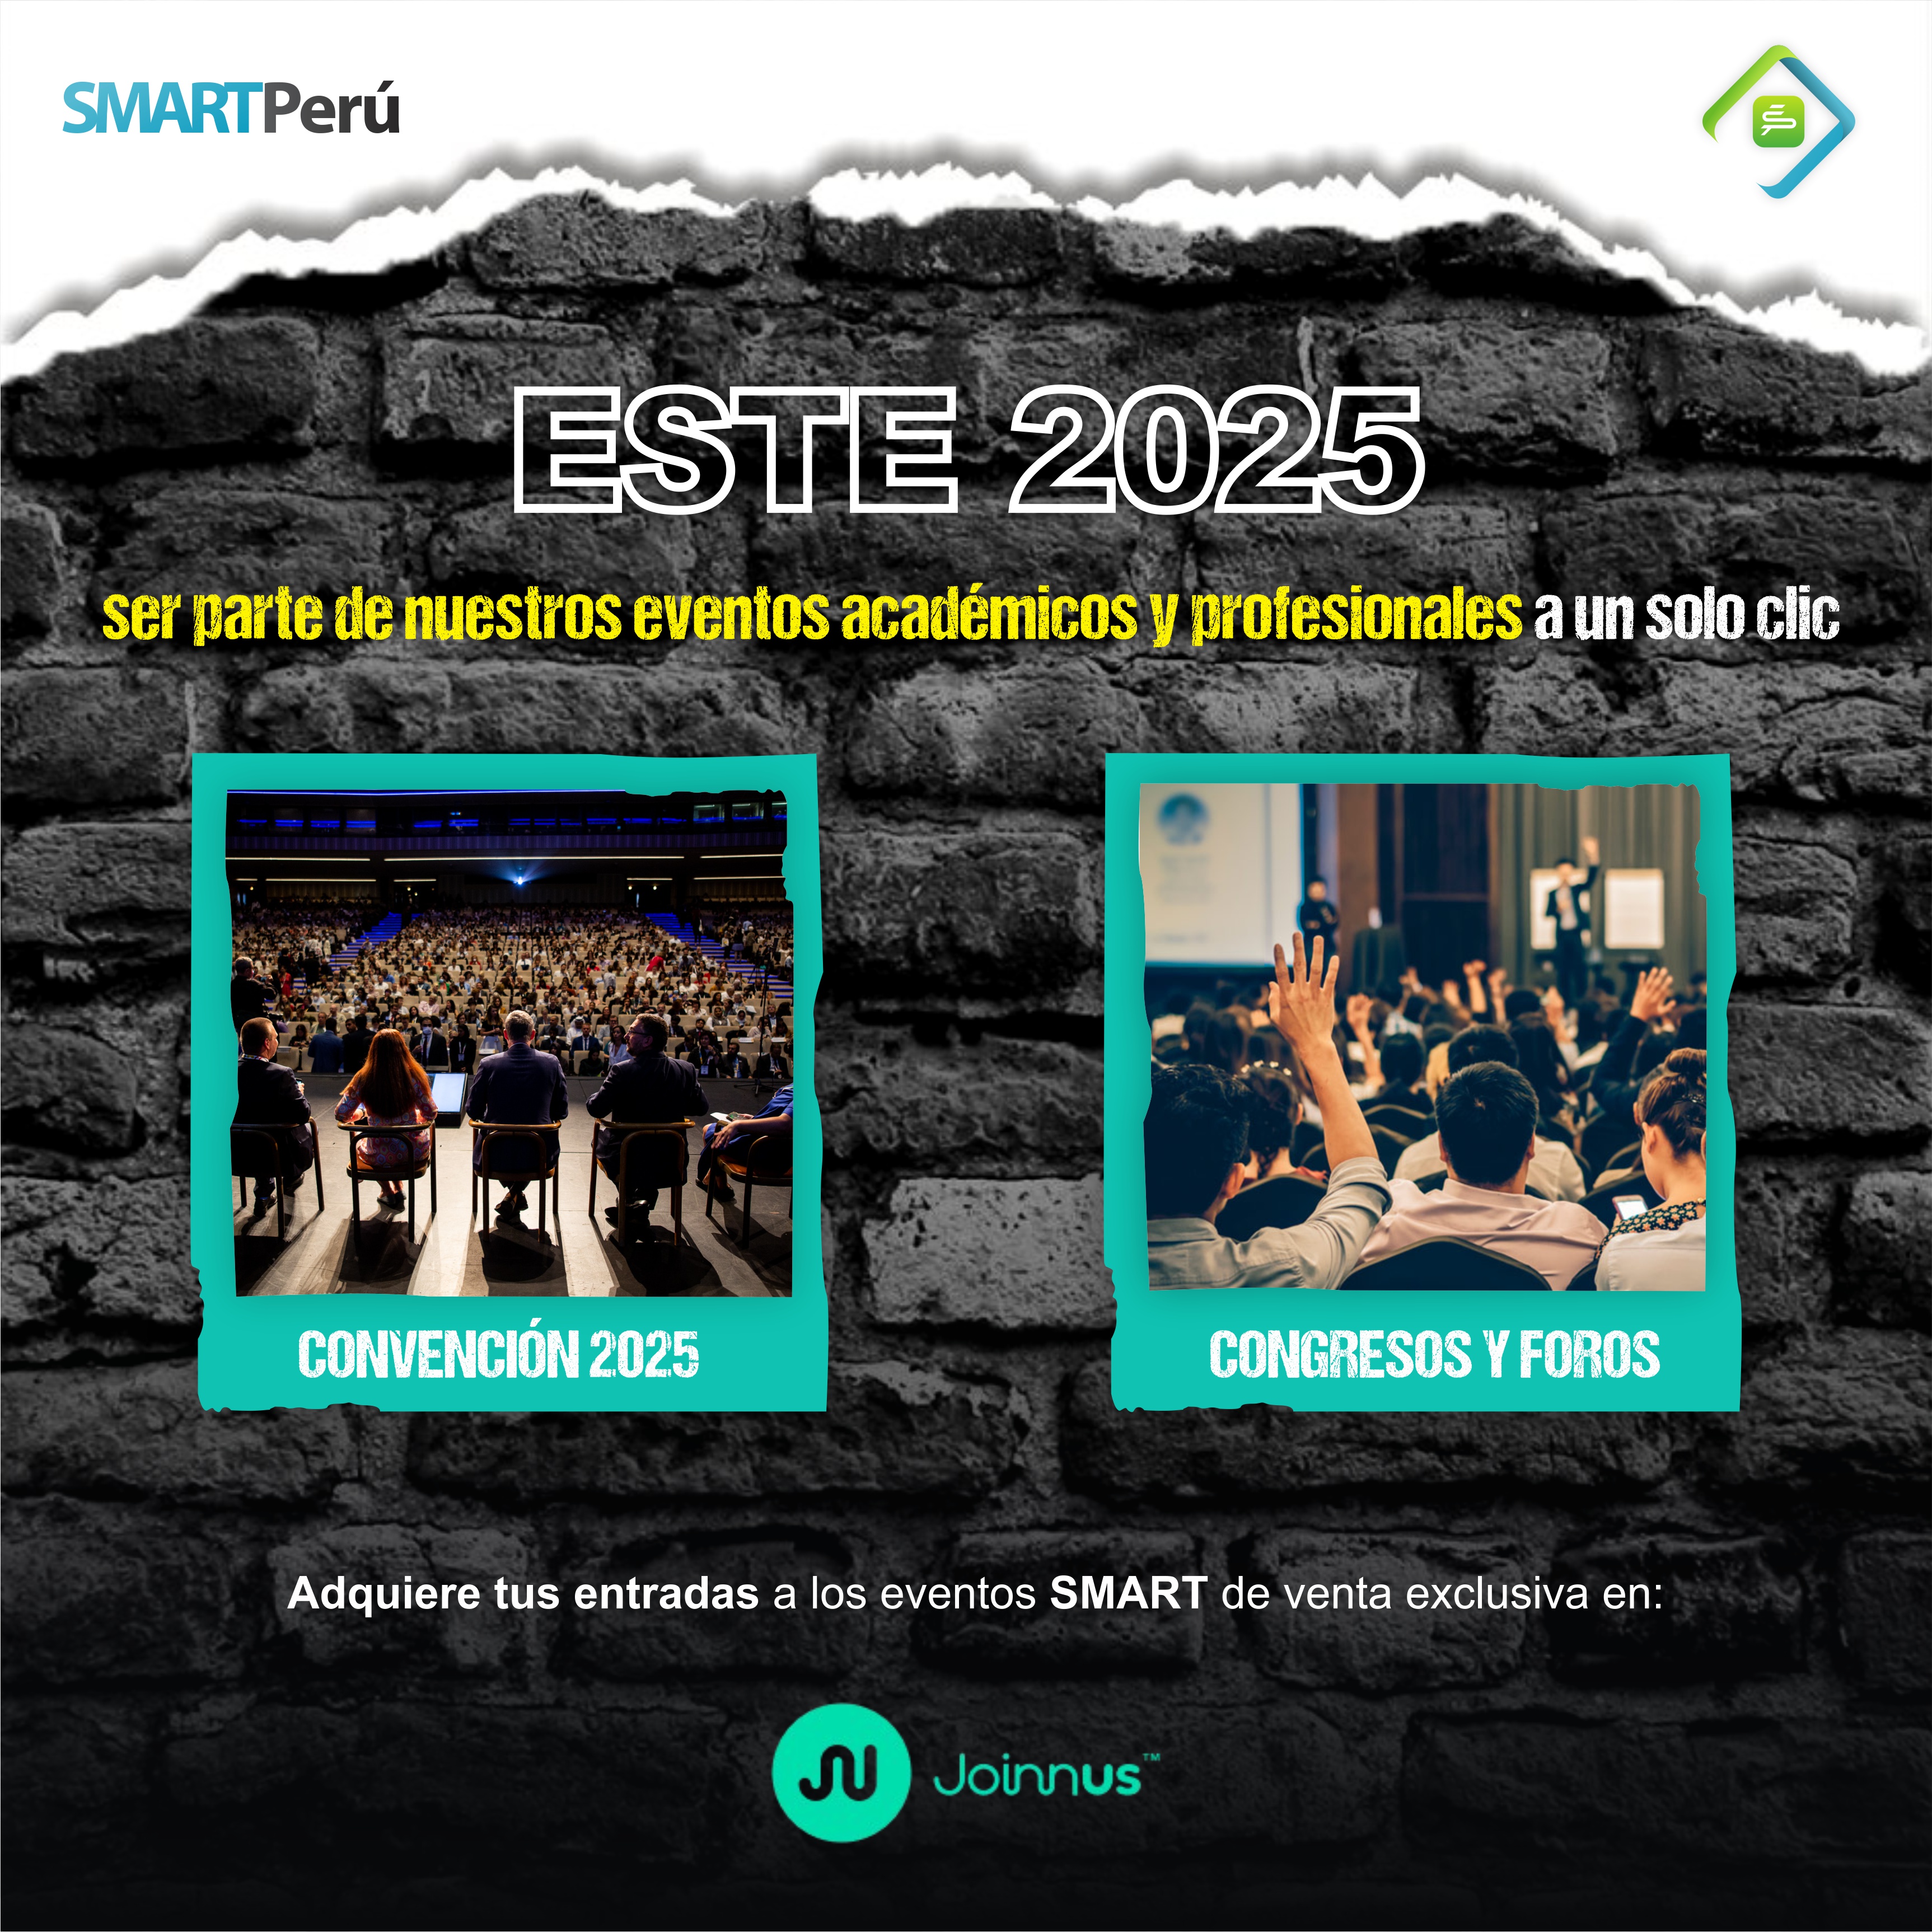 SMARTPerú
ESTE 2025
ser parte de nuestros eventos académicos y profesionales a un solo clic
CONVENCIÓN 2025
CONGRESOS Y FOROS
Adquiere tus entradas a los eventos SMART de venta exclusiva en:
Joinnus™